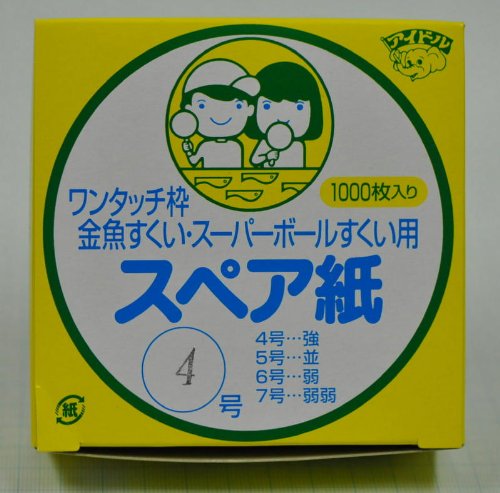 アイドル
1000枚入り
ワンタッチ枠
金魚すくい・スーパーボールすくい用
スペア紙
4号…強
5号…並
6号…弱
7号…弱弱
4号
紙